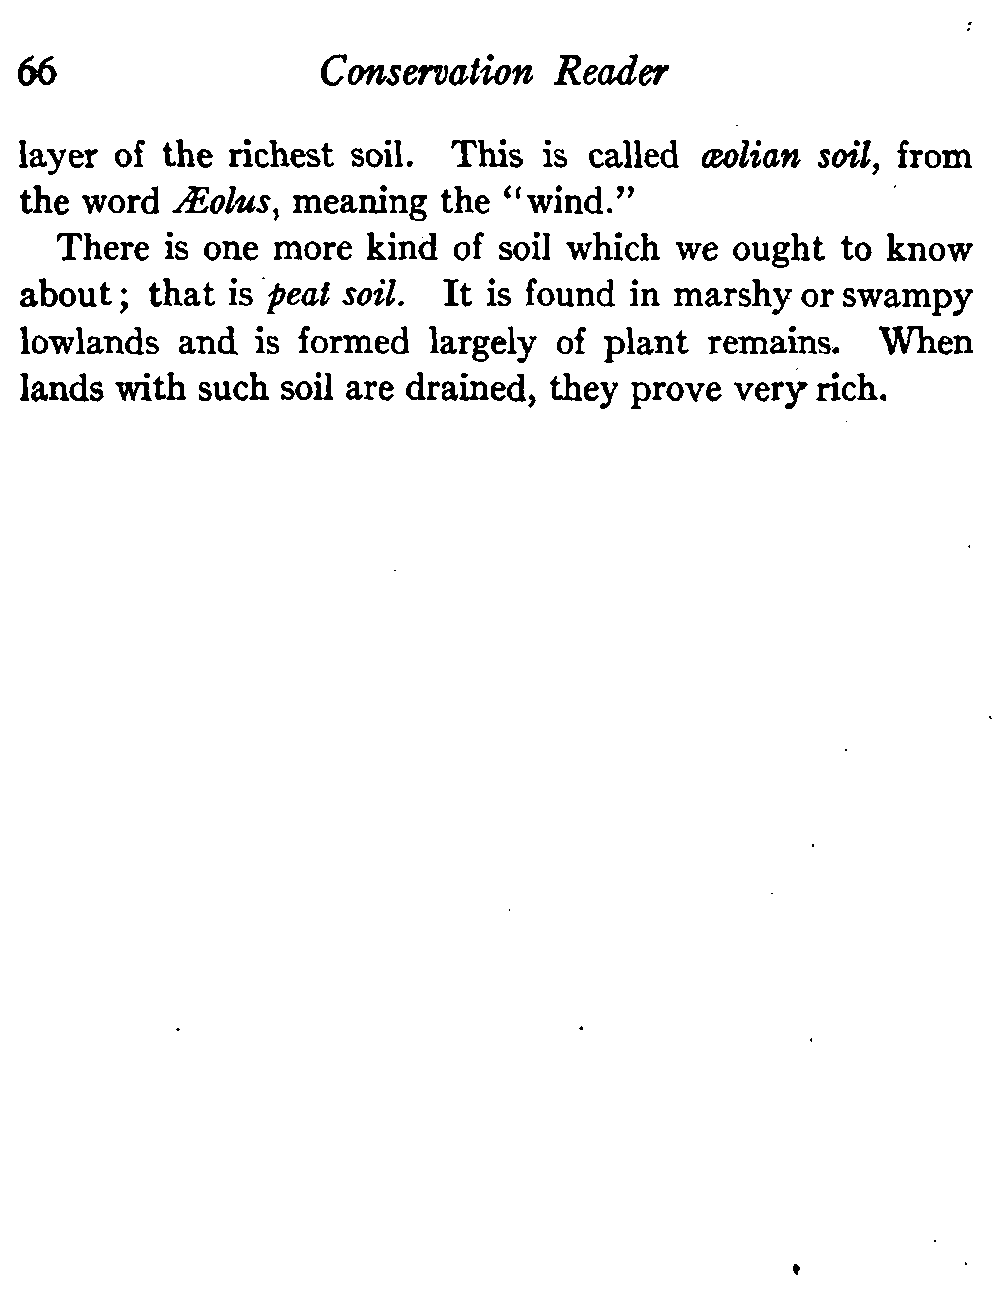 66 Conservation Reader
layer of the richest soil. This is called æolian soil, from
the word Æolus, meaning the "wind."
There is one more kind of soil which we ought to know
about; that is peat soil. It is found in marshy or swampy
lowlands and is formed largely of plant remains. When
lands with such soil are drained, they prove very rich.